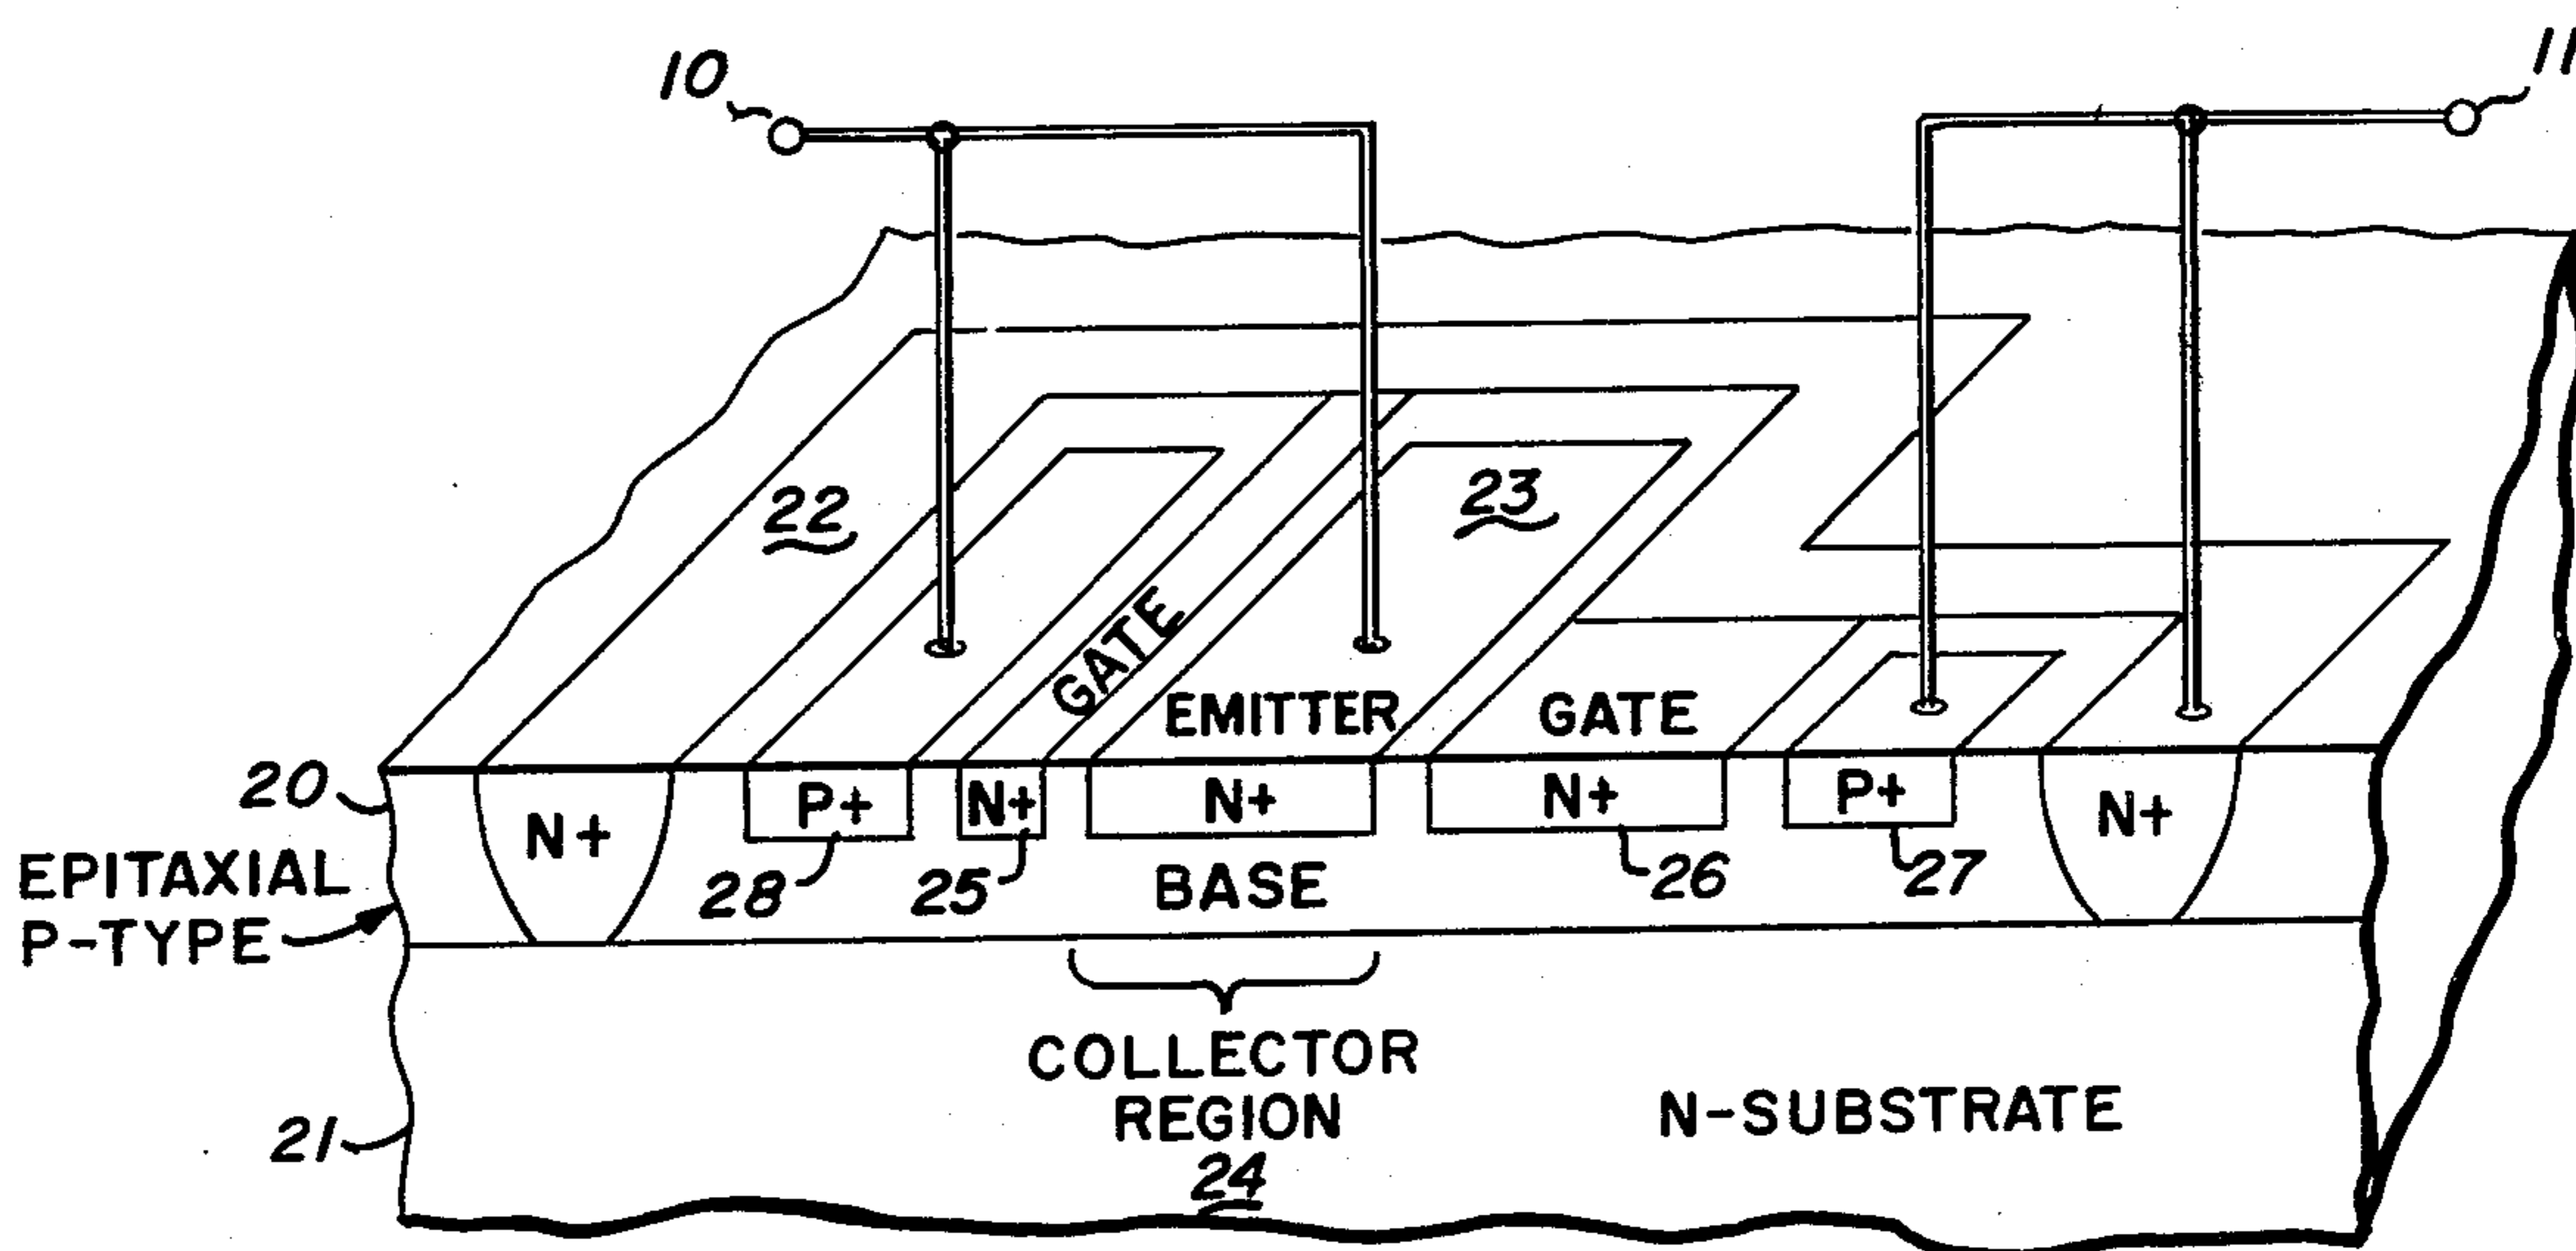 10
11
22
23
GATE
EMITTER
GATE
20
N+
P+
N+
N+
N+
P+
N+
EPITAXIAL
P-TYPE
28
25
BASE
26
27
COLLECTOR
REGION
24
21
N-SUBSTRATE